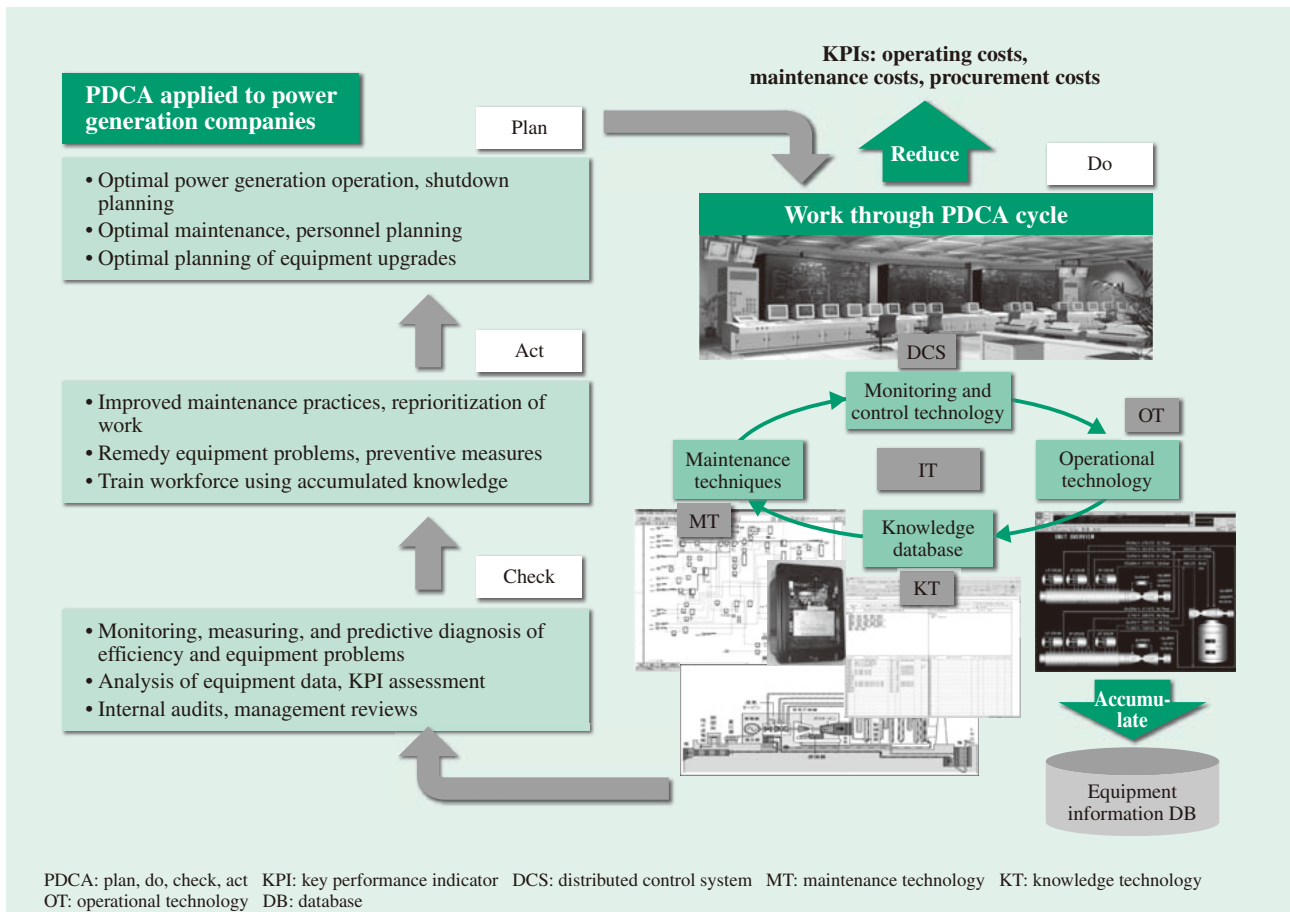 KPIs: operating costs,
maintenance costs, procurement costs
PDCA applied to power
generation companies
Plan
Reduce
Do
• Optimal power generation operation, shutdown
planning
• Optimal maintenance, personnel planning
• Optimal planning of equipment upgrades
Work through PDCA cycle
Act
DCS
• Improved maintenance practices, reprioritization of
work
• Remedy equipment problems, preventive measures
• Train workforce using accumulated knowledge
Monitoring and
control technology
OT
Maintenance
techniques
IT
Operational
technology
MT
Knowledge
database
KT
UNIT OVERVIEW
Check
• Monitoring, measuring, and predictive diagnosis of
efficiency and equipment problems
• Analysis of equipment data, KPI assessment
• Internal audits, management reviews
Accumu-
late
Equipment
information DB
PDCA: plan, do, check, act KPI: key performance indicator DCS: distributed control system MT: maintenance technology KT: knowledge technology
OT: operational technology DB: database